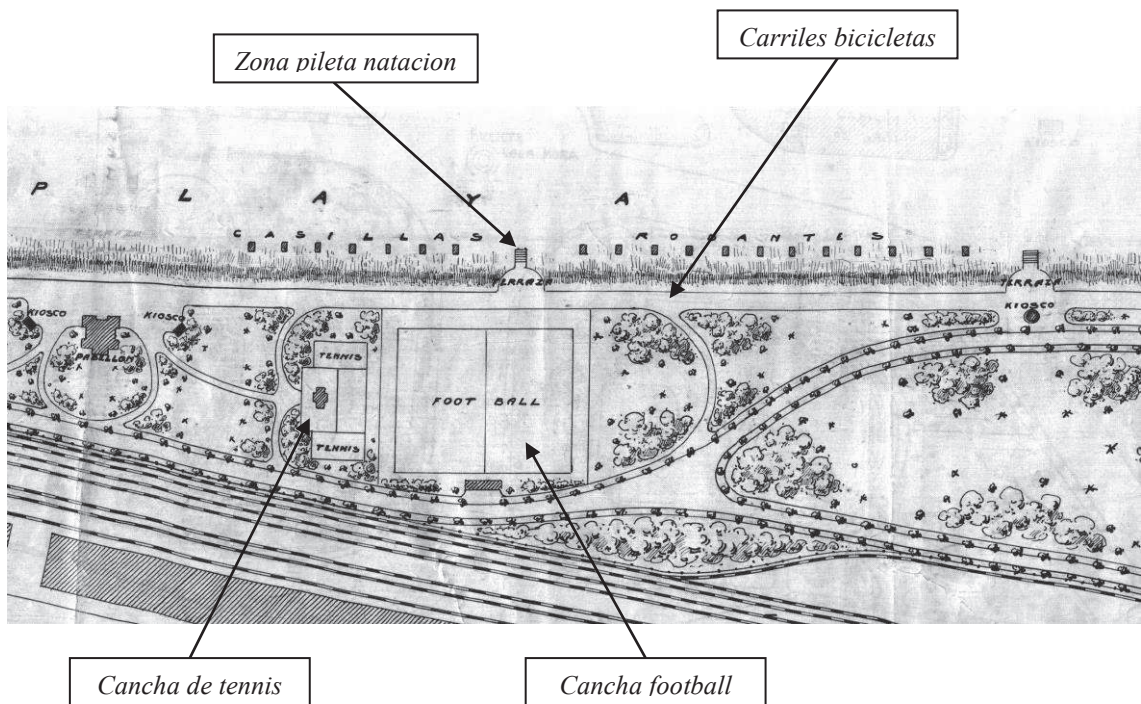 Zona pileta natacion
Carriles bicicletas
KIOSCO
P L A Y A
CASILLAS RODANTES
TERRAZA TERRAZA
KIOSCO KIOSCO KIOSCO
PABELLON
TENNIS
FOOT BALL
TENNIS
Cancha de tennis
Cancha football